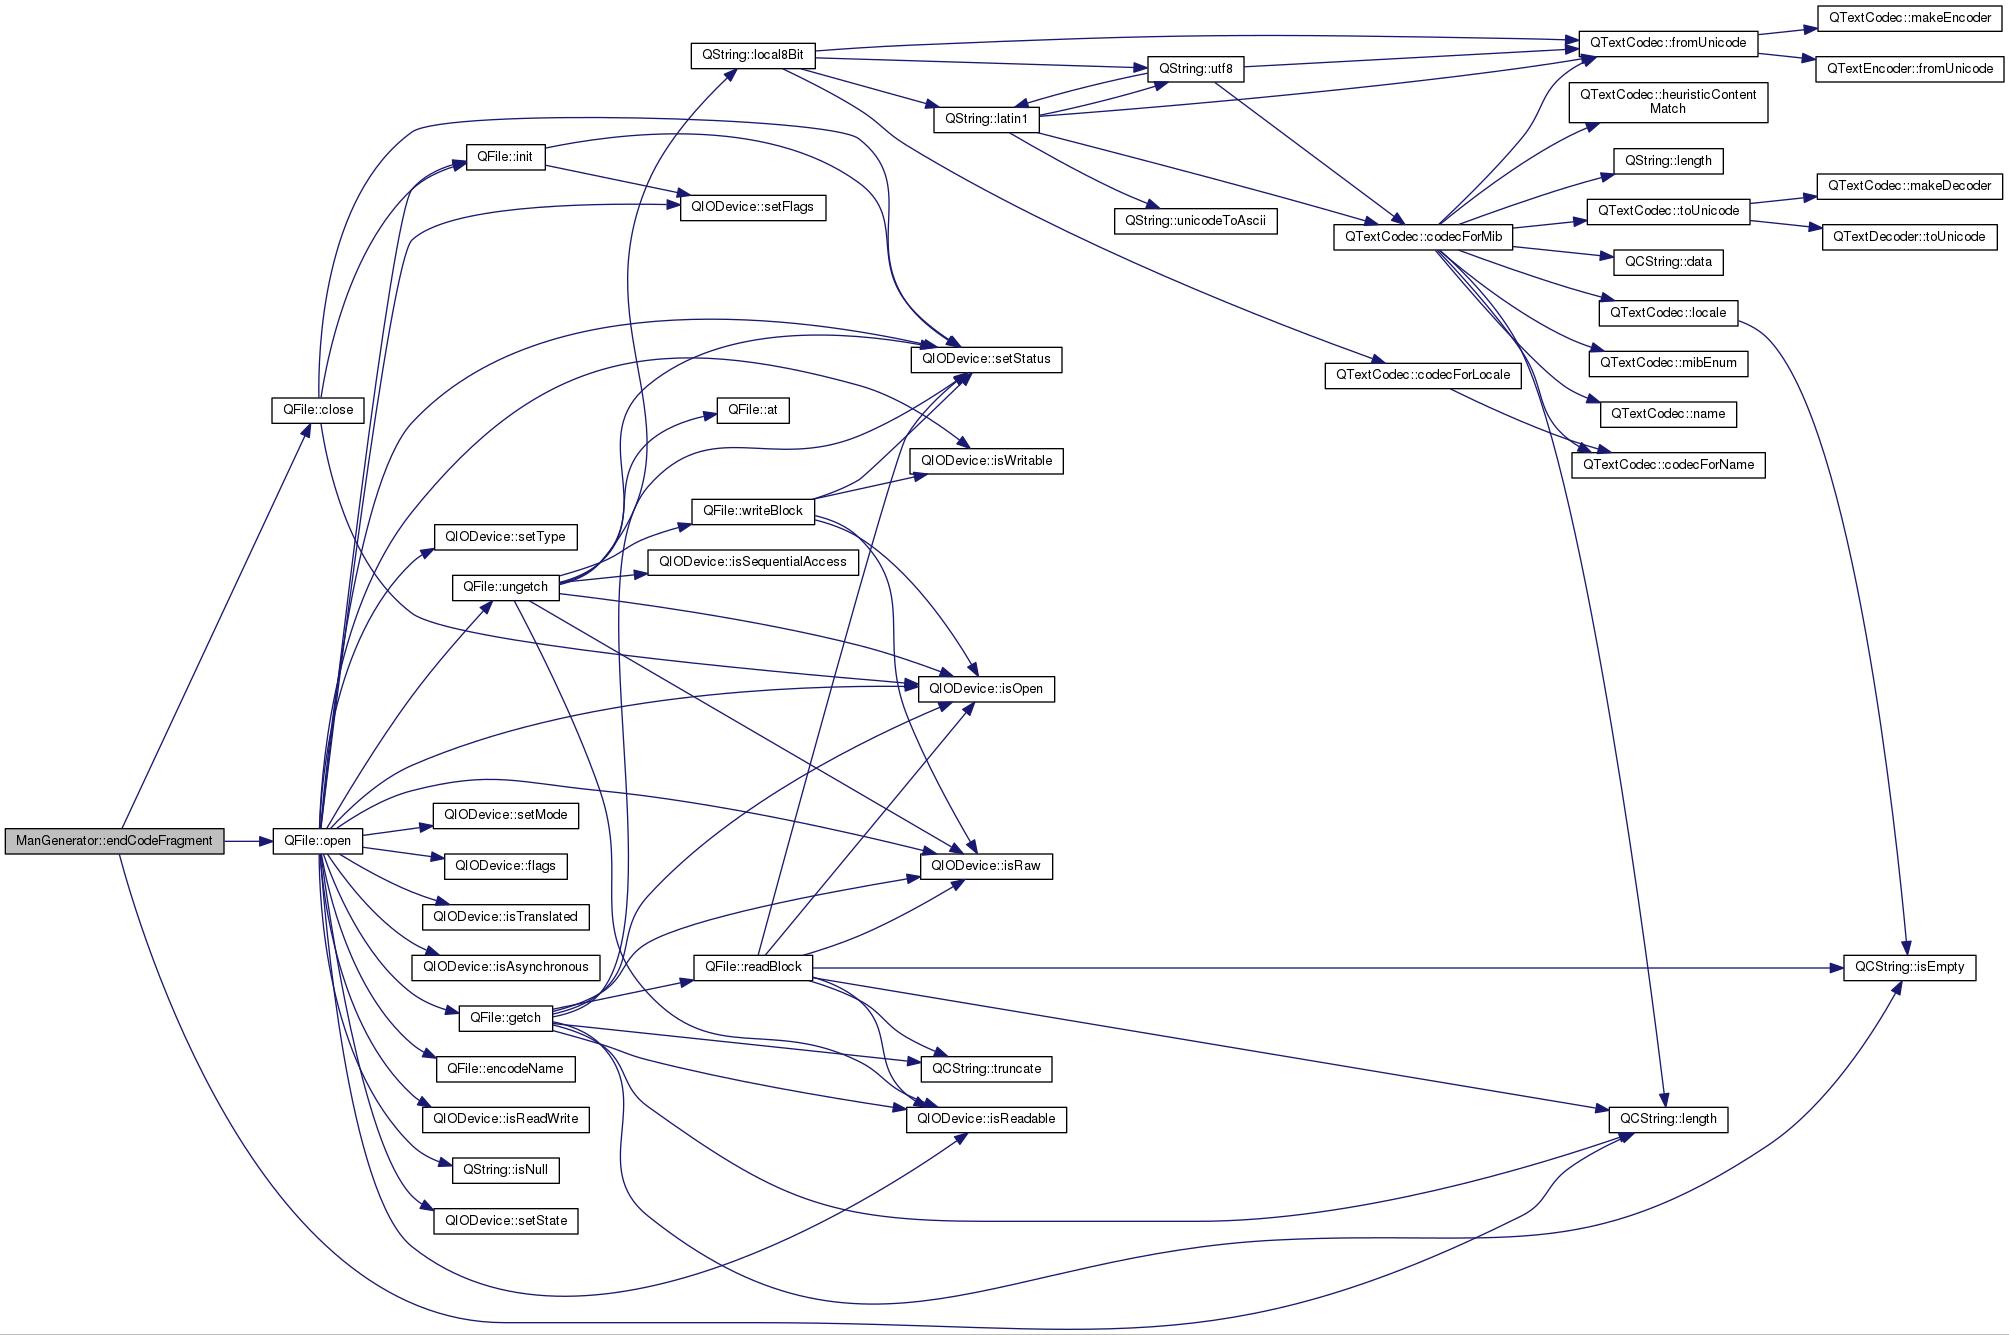 QTextCodec::makeEncoder
QString::local8Bit
QTextCodec::fromUnicode
QString::utf8
QTextEncoder::fromUnicode
QTextCodec::heuristicContent
Match
QString::latin1
QFile::init
QString::length
QTextCodec::makeDecoder
QIODevice::setFlags
QTextCodec::toUnicode
QString::unicodeToAscii
QTextCodec::codecForMib
QTextDecoder::toUnicode
QCString::data
QTextCodec::locale
QIODevice::setStatus
QTextCodec::mibEnum
QTextCodec::codecForLocale
QFile::close
QFile::at
QTextCodec::name
QIODevice::isWritable
QTextCodec::codecForName
QFile::writeBlock
QIODevice::setType
QIODevice::isSequentialAccess
QFile::ungetch
QIODevice::isOpen
QIODevice::setMode
ManGenerator::endCodeFragment
QFile::open
QIODevice::flags
QIODevice::isRaw
QIODevice::isTranslated
QIODevice::isAsynchronous
QFile::readBlock
QCString::isEmpty
QFile::getch
QFile::encodeName
QCString::truncate
QIODevice::isReadWrite
QIODevice::isReadable
QCString::length
QString::isNull
QIODevice::setState